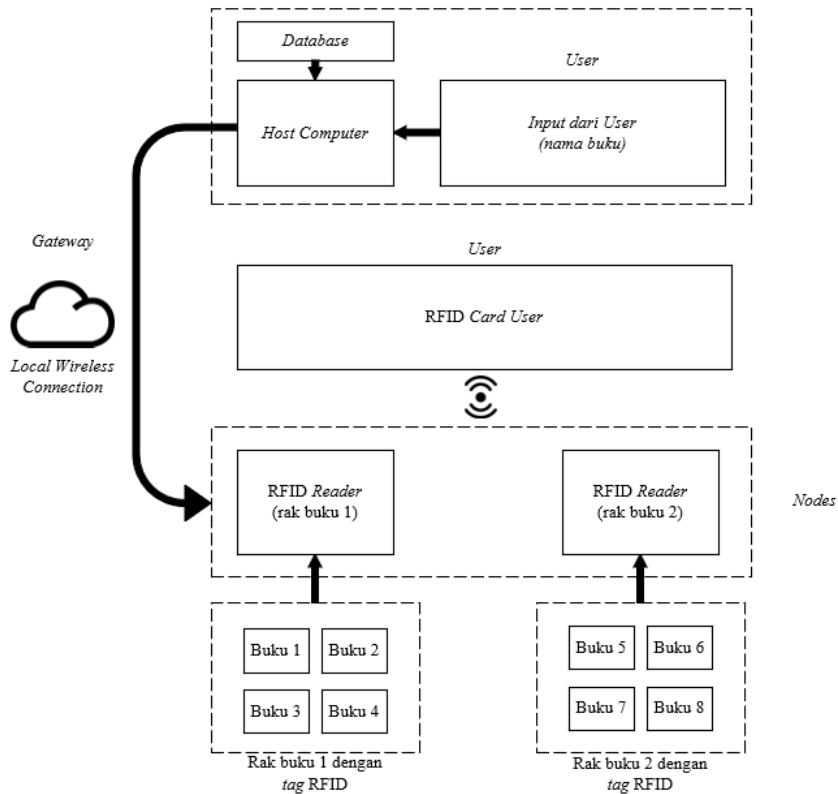 Database
User
Host Computer
Input dari User
(nama buku)
Gateway
Local Wireless
Connection
User
RFID Card User
RFID Reader
(rak buku 1)
RFID Reader
(rak buku 2)
Nodes
Buku 1
Buku 2
Buku 3
Buku 4
Buku 5
Buku 6
Buku 7
Buku 8
Rak buku 1 dengan
tag RFID
Rak buku 2 dengan
tag RFID